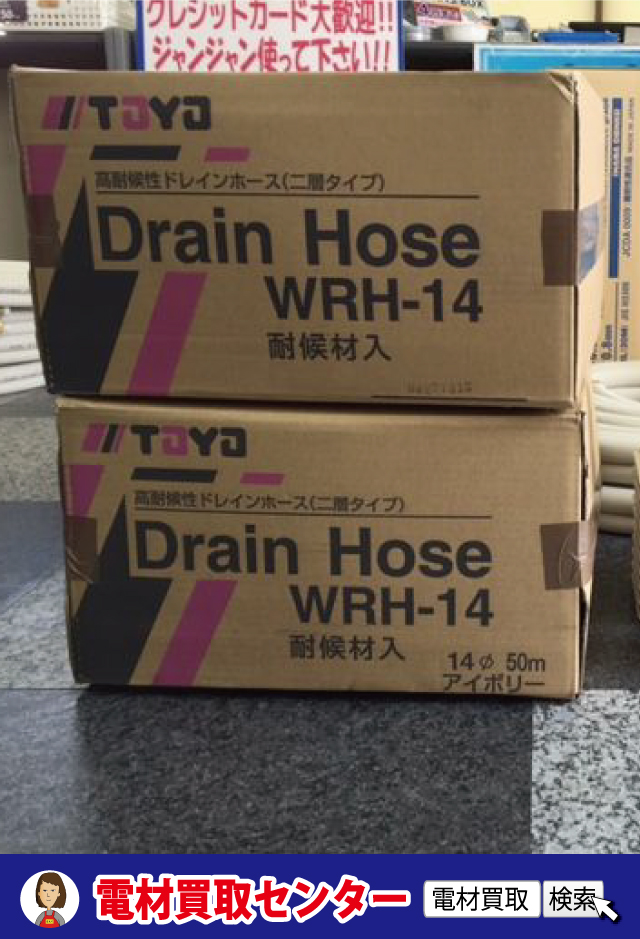 クレジットカード大歓迎!!
ジャンジャン使って下さい!!
TOYO
高耐候性ドレインホース(二層タイプ)
Drain Hose
WRH-14
耐候材入
TOYO
高耐候性ドレインホース(二層タイプ)
Drain Hose
WRH-14
耐候材入
14φ 50m
アイボリー
電材買取センター 電材買取 検索